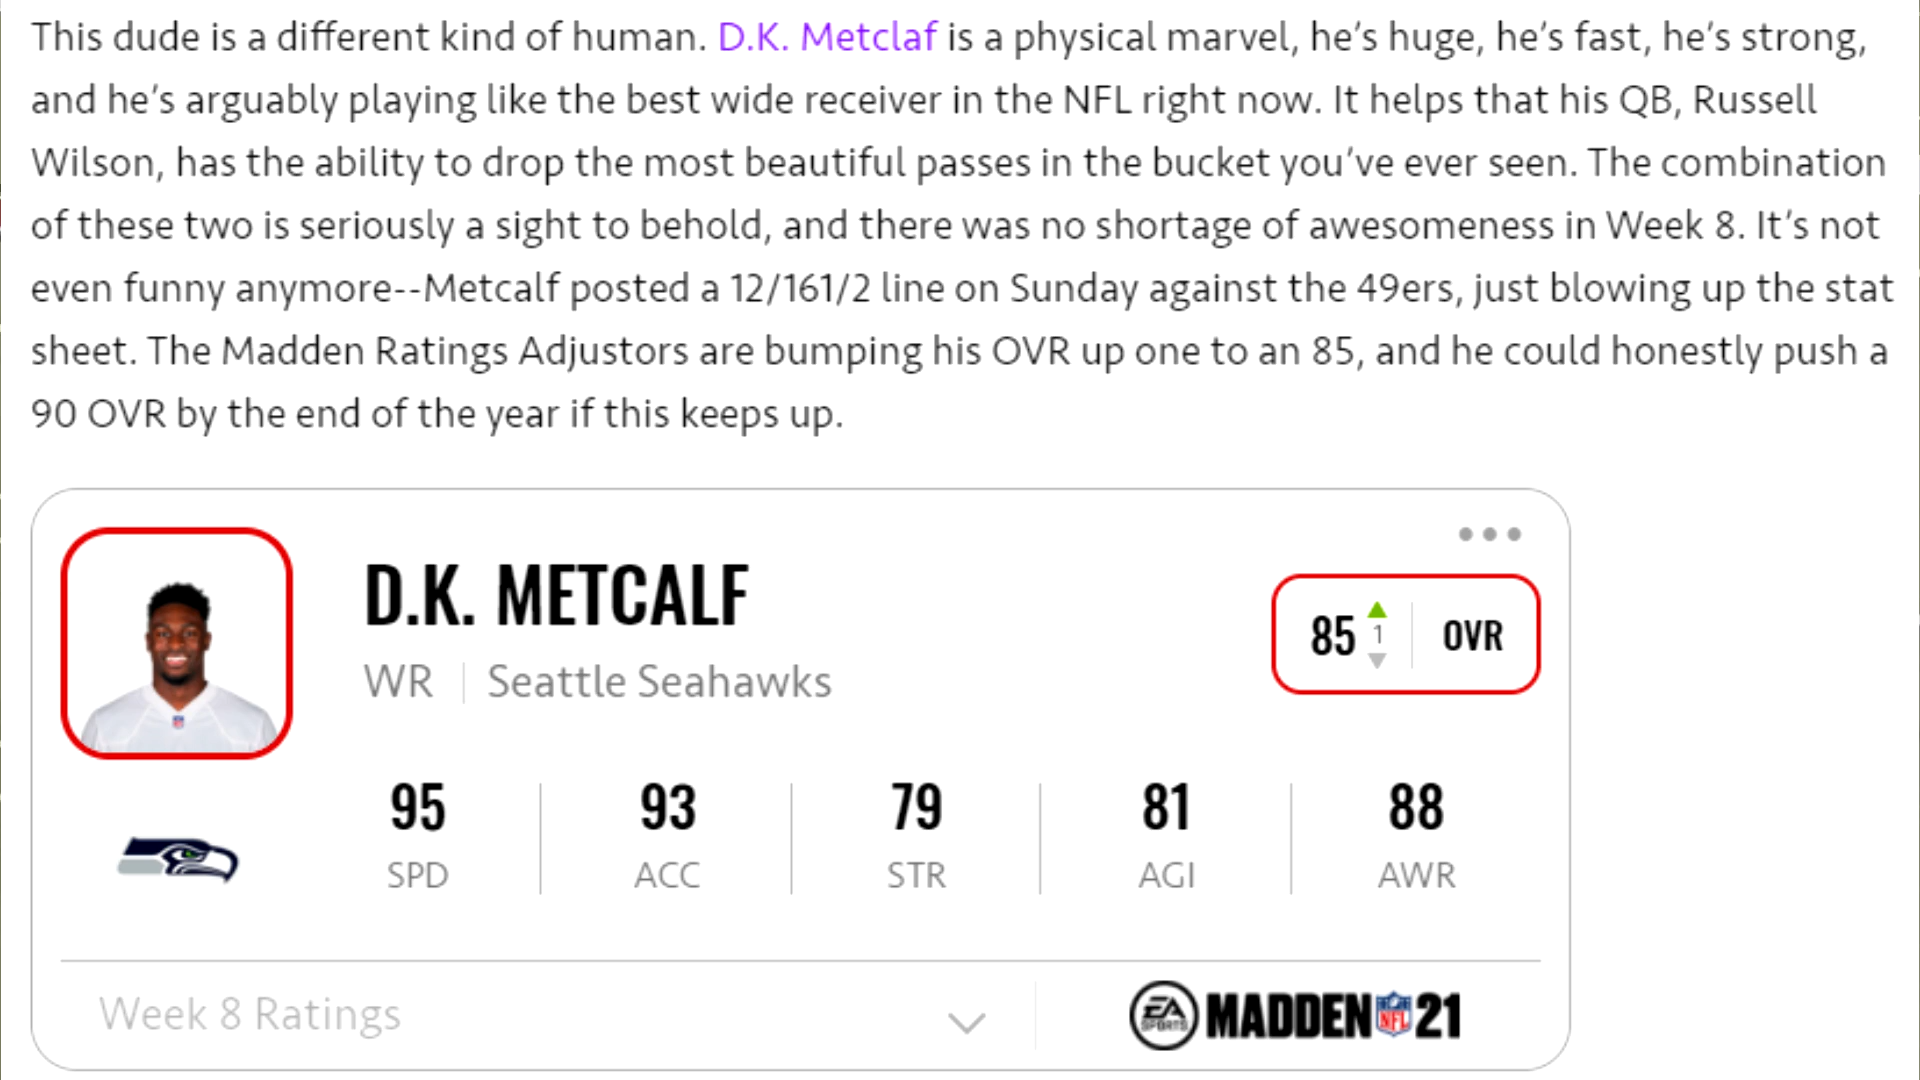 This dude is a different kind of human. D.K. Metclaf is a physical marvel, he’s huge, he’s fast, he’s strong,
and he’s arguably playing like the best wide receiver in the NFL right now. It helps that his QB, Russell
Wilson, has the ability to drop the most beautiful passes in the bucket you’ve ever seen. The combination
of these two is seriously a sight to behold, and there was no shortage of awesomeness in Week 8. It’s not
even funny anymore--Metcalf posted a 12/161/2 line on Sunday against the 49ers, just blowing up the stat
sheet. The Madden Ratings Adjustors are bumping his OVR up one to an 85, and he could honestly push a
90 OVR by the end of the year if this keeps up.
D.K. METCALF
WR | Seattle Seahawks
85 1 OVR
95 93 79 81 88
SPD ACC STR AGI AWR
Week 8 Ratings
EA SPORTS MADDEN NFL 21